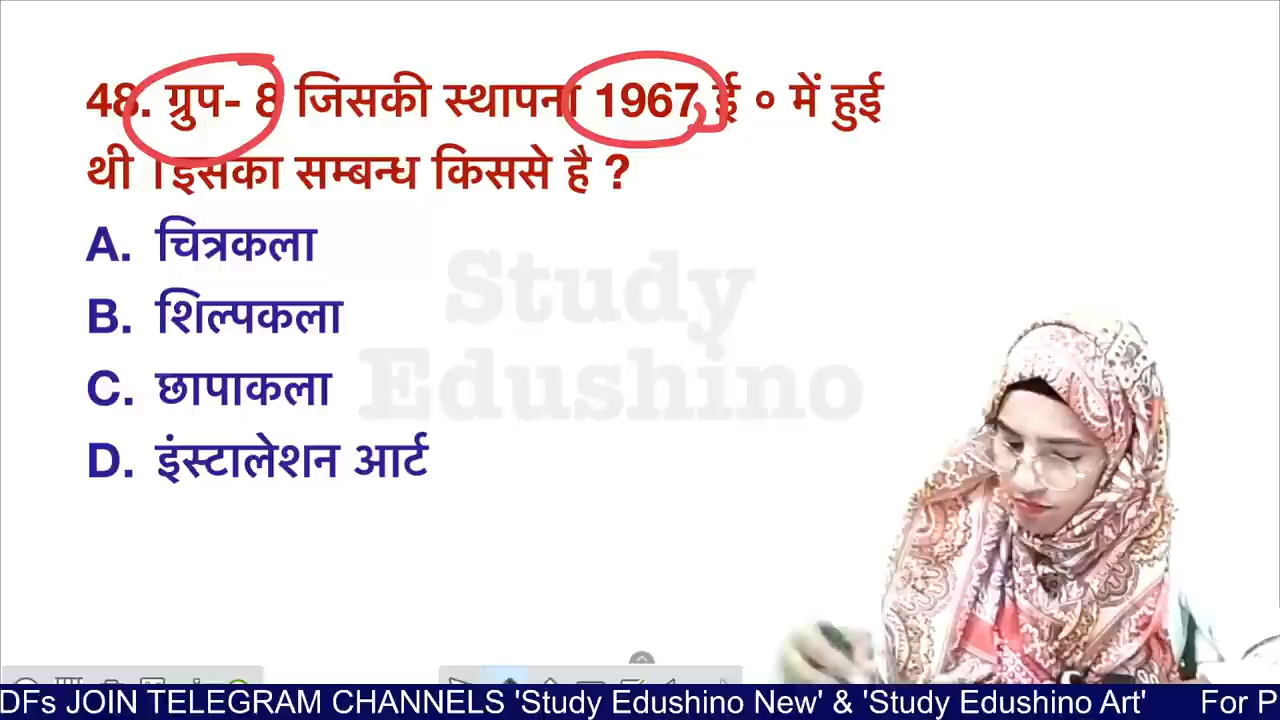 48. ग्रुप- 8 जिसकी स्थापना 1967 ई ० में हुई
थी ।इसका सम्बन्ध किससे है ?
A. चित्रकला
B. शिल्पकला
C. छापाकला
D. इंस्टालेशन आर्ट
Study
Edushino
DFs JOIN TELEGRAM CHANNELS 'Study Edushino New' & 'Study Edushino Art' For P